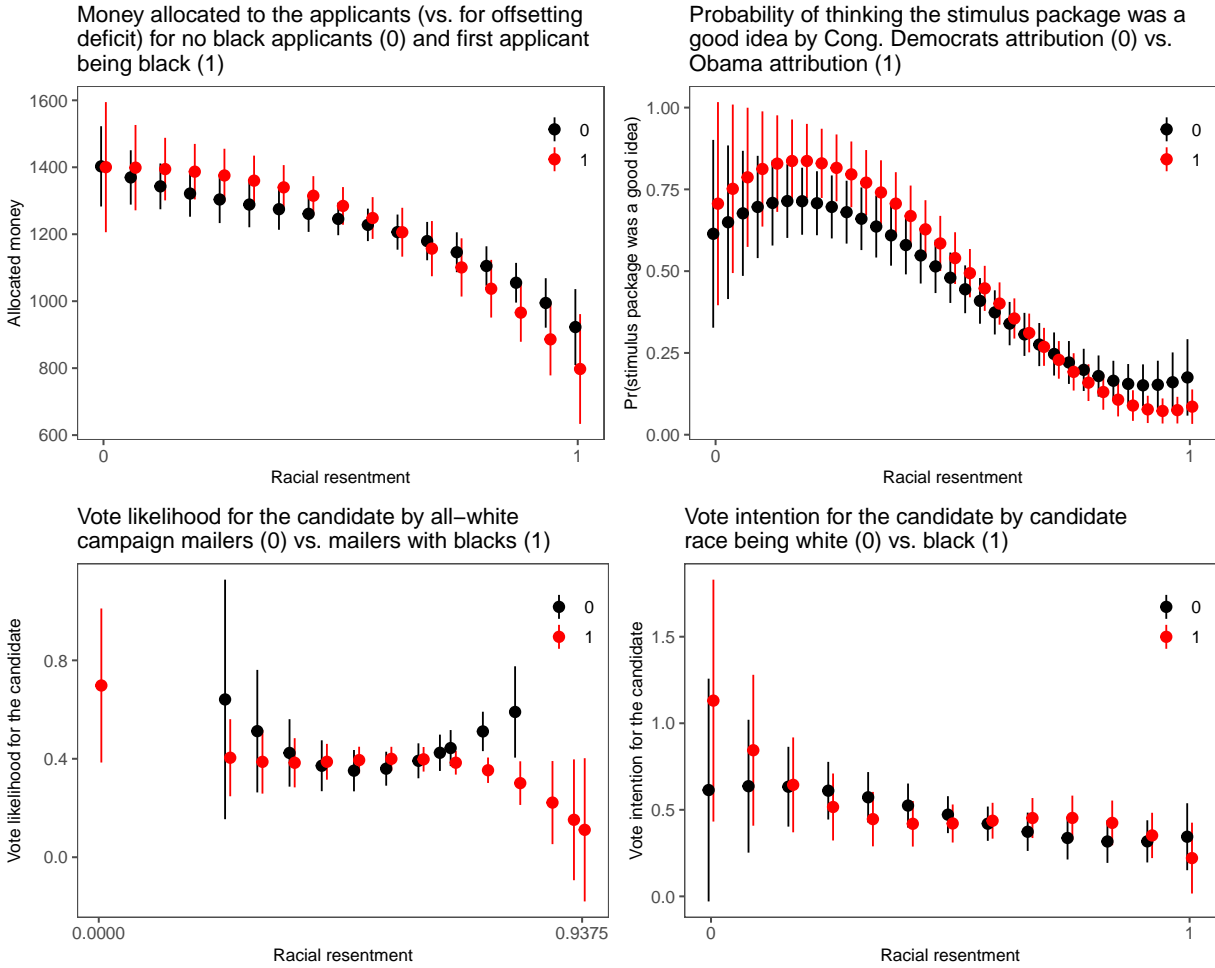 Money allocated to the applicants (vs. for offsetting
deficit) for no black applicants (0) and first applicant
being black (1)
1600
1400
1200
1000
800
600
Allocated money
0
1
0
1
Racial resentment
Probability of thinking the stimulus package was a
good idea by Cong. Democrats attribution (0) vs.
Obama attribution (1)
1.00
0.75
0.50
0.25
0.00
Pr(stimulus package was a good idea)
0
1
0
1
Racial resentment
Vote likelihood for the candidate by all−white
campaign mailers (0) vs. mailers with blacks (1)
0.8
0.4
0.0
Vote likelihood for the candidate
0
1
0.0000
0.9375
Racial resentment
Vote intention for the candidate by candidate
race being white (0) vs. black (1)
1.5
1.0
0.5
0.0
Vote intention for the candidate
0
1
0
1
Racial resentment